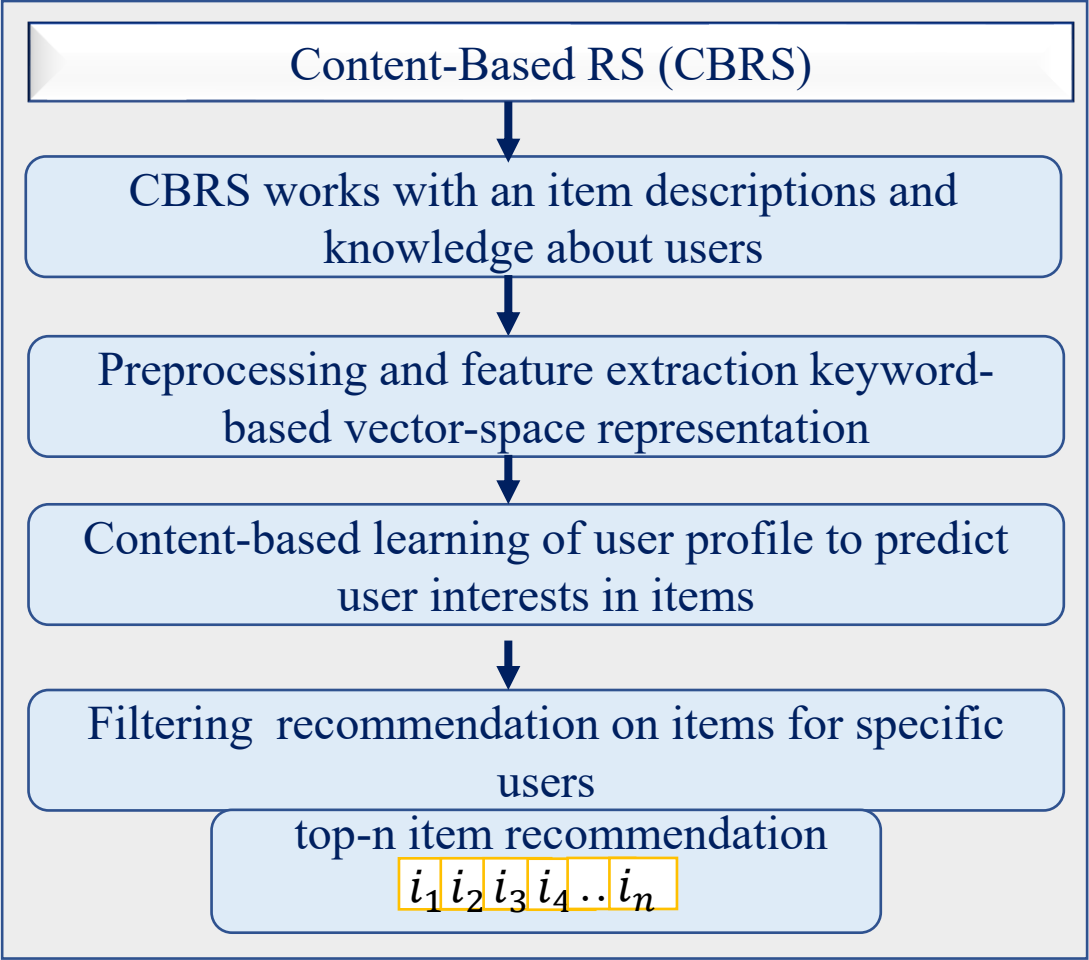 Content-Based RS (CBRS)
CBRS works with an item descriptions and
knowledge about users
Preprocessing and feature extraction keyword-
based vector-space representation
Content-based learning of user profile to predict
user interests in items
Filtering recommendation on items for specific
users
top-n item recommendation
i₁ i₂ i₃ i₄ .. iₙ